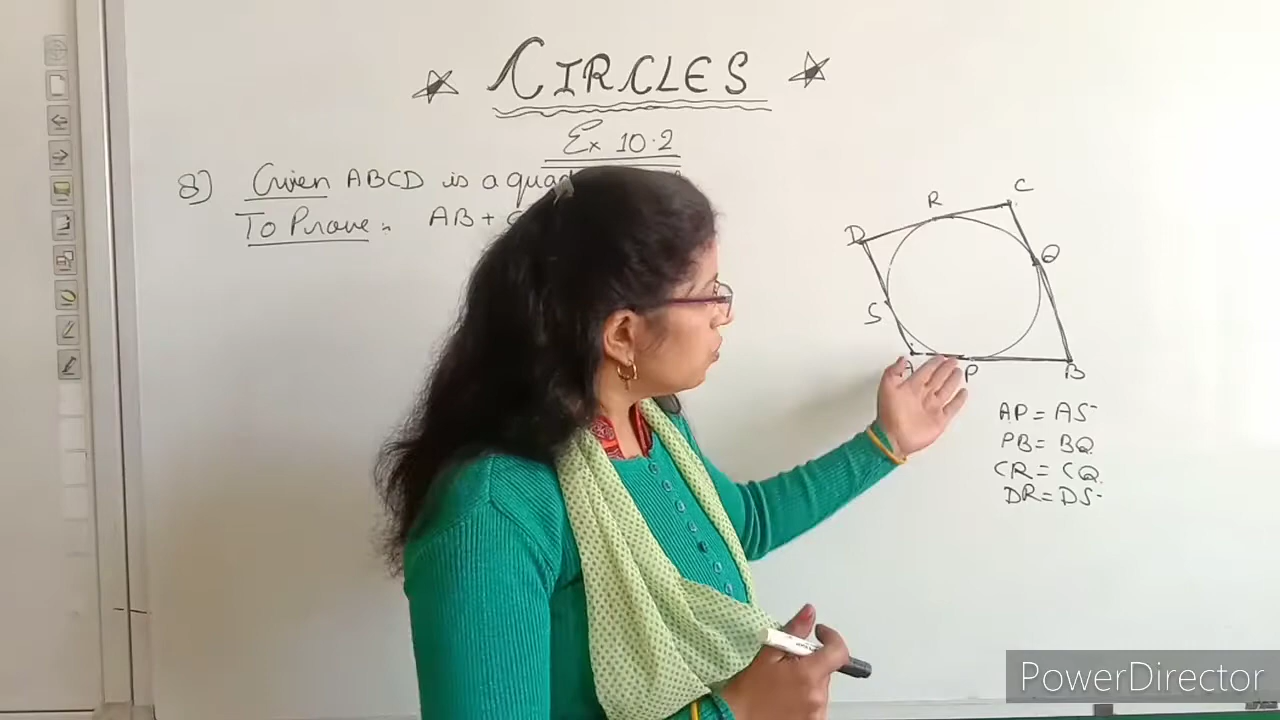 CIRCLES
Ex 10.2
8) Given ABCD is a quad
To Prove :- AB +
C
R
D
Q
S
A
P
B
AP = AS
PB = BQ
CR = CQ
DR = DS
PowerDirector